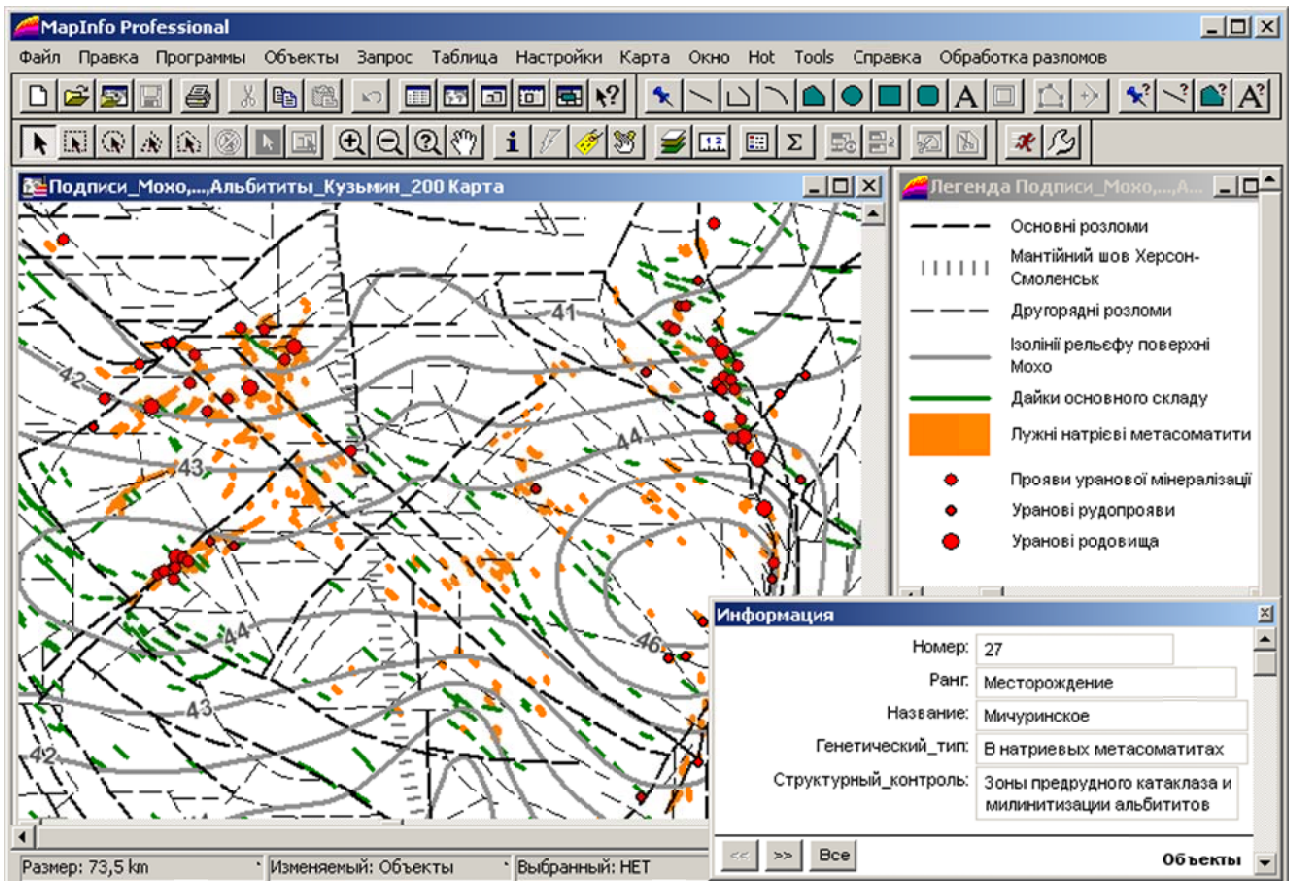 MapInfo Professional
Файл Правка Программы Объекты Запрос Таблица Настройки Карта Окно Hot Tools Справка Обработка разломов
Подписи_Мохо,...,Альбититы_Кузьмин_200 Карта
Легенда Подписи_Мохо,...,А...
Основні розломи
Мантійний шов Херсон-
Смоленськ
Другорядні розломи
Ізолінії рельєфу поверхні
Мохо
Дайки основного складу
Лужні натрієві метасоматити
Прояви уранової мінералізації
Уранові рудопрояви
Уранові родовища
41
42
44
43
44
46
43
42
Информация
Номер: 27
Ранг: Месторождение
Название: Мичуринское
Генетический_тип: В натриевых метасоматитах
Структурный_контроль: Зоны предрудного катаклаза и
милинитизации альбититов
<< >> Все
Объекты
Размер: 73,5 km Изменяемый: Объекты Выбранный: НЕТ